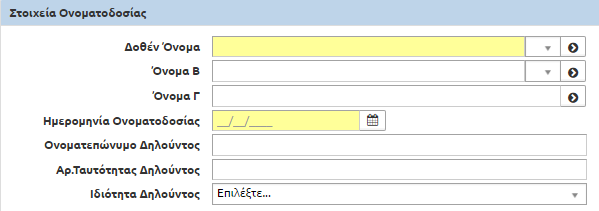 Στοιχεία Ονοματοδοσίας
Δοθέν Όνομα
Όνομα Β
Όνομα Γ
Ημερομηνία Ονοματοδοσίας __/__/____
Ονοματεπώνυμο Δηλούντος
Αρ.Ταυτότητας Δηλούντος
Ιδιότητα Δηλούντος Επιλέξτε...